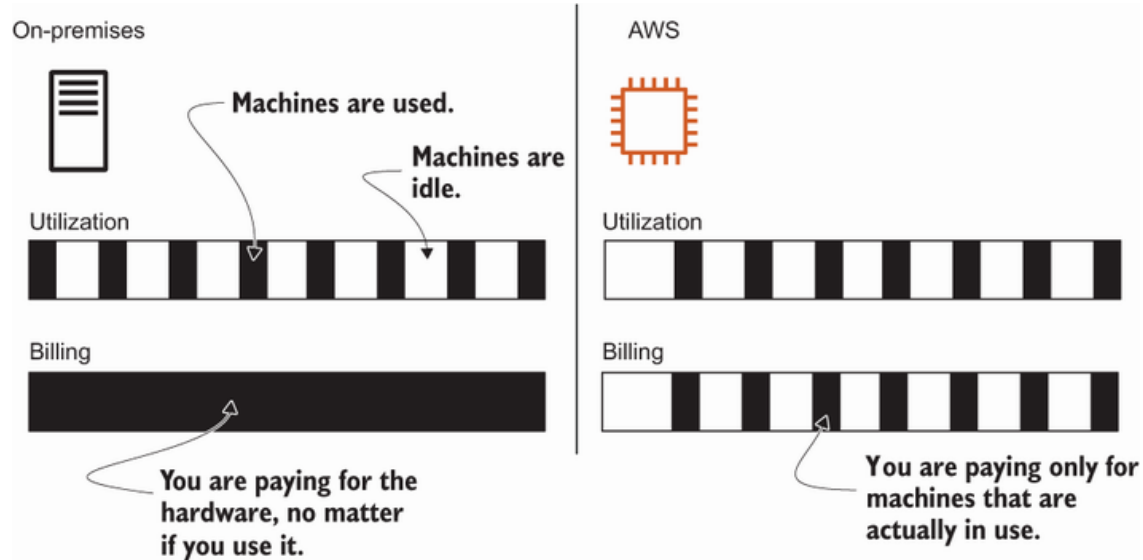 On-premises
Machines are used.
Machines are
idle.
Utilization
Billing
You are paying for the
hardware, no matter
if you use it.
AWS
Utilization
Billing
You are paying only for
machines that are
actually in use.